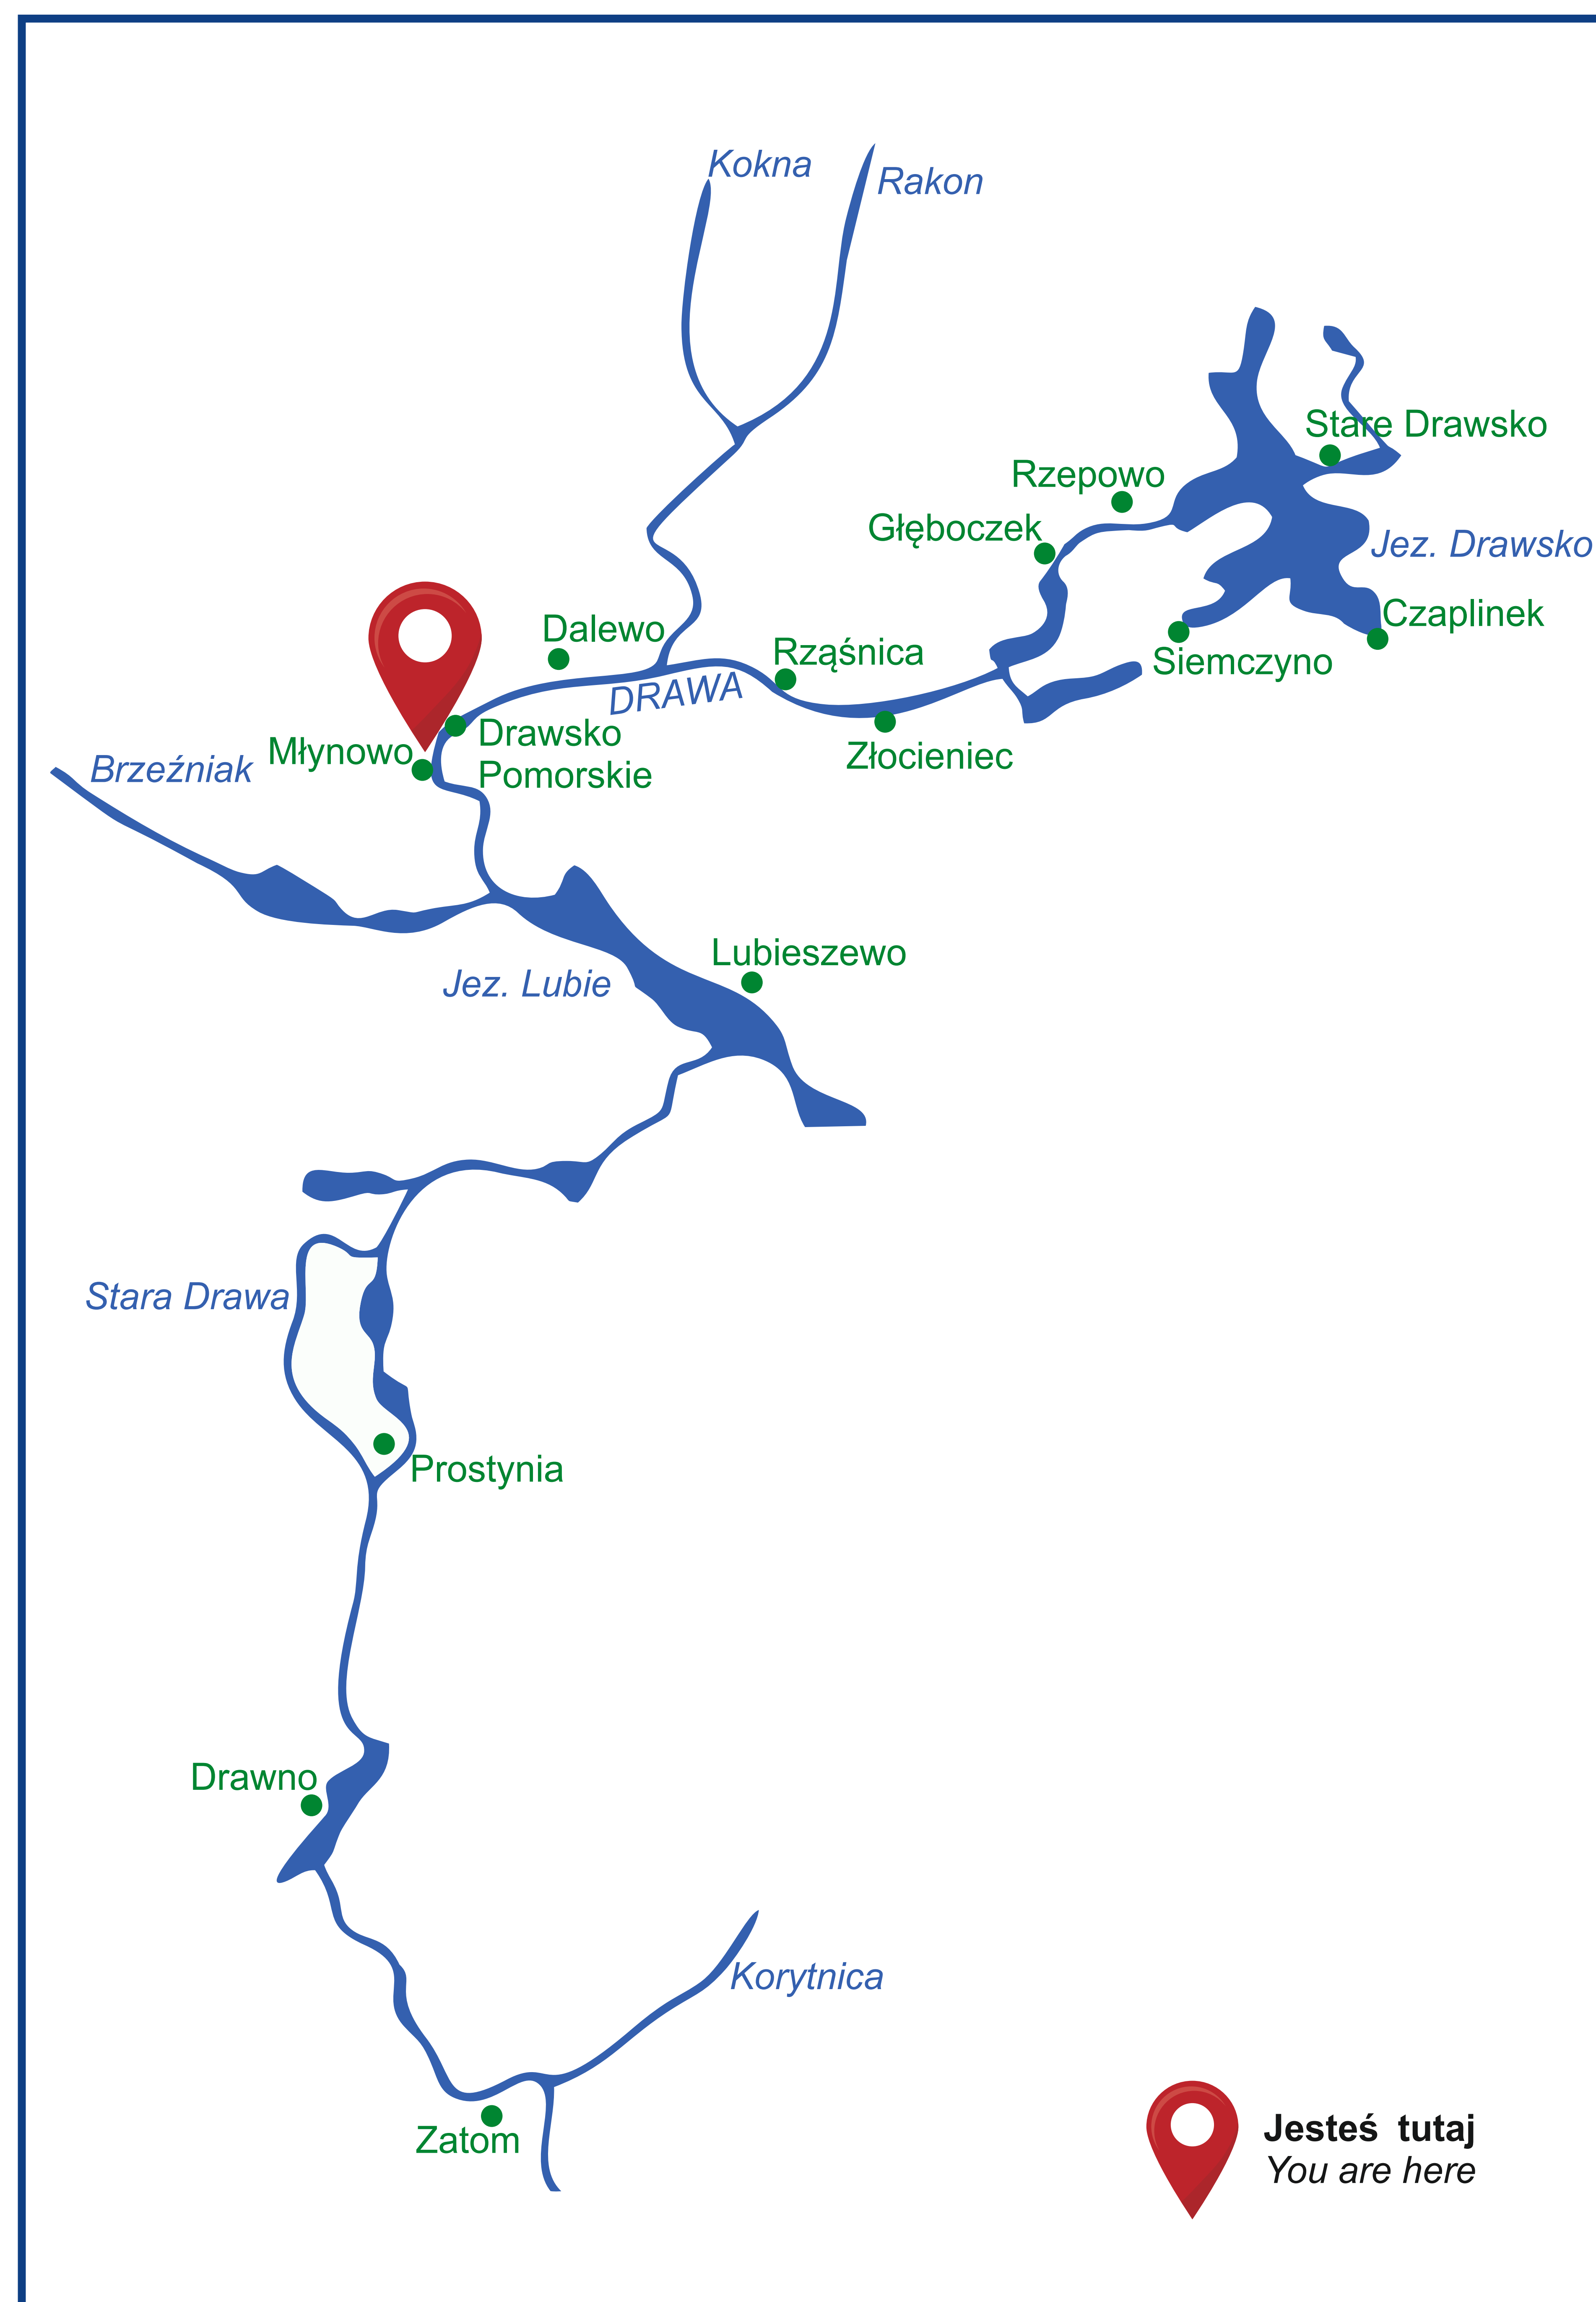 Kokna
Rakon
Stare Drawsko
Rzepowo
Głęboczek
Jez. Drawsko
Czaplinek
Dalewo
Rząśnica
Siemczyno
DRAWA
Drawsko
Pomorskie
Młynowo
Złocieniec
Brzeźniak
Lubieszewo
Jez. Lubie
Stara Drawa
Prostynia
Drawno
Korytnica
Zatom
Jesteś tutaj
You are here